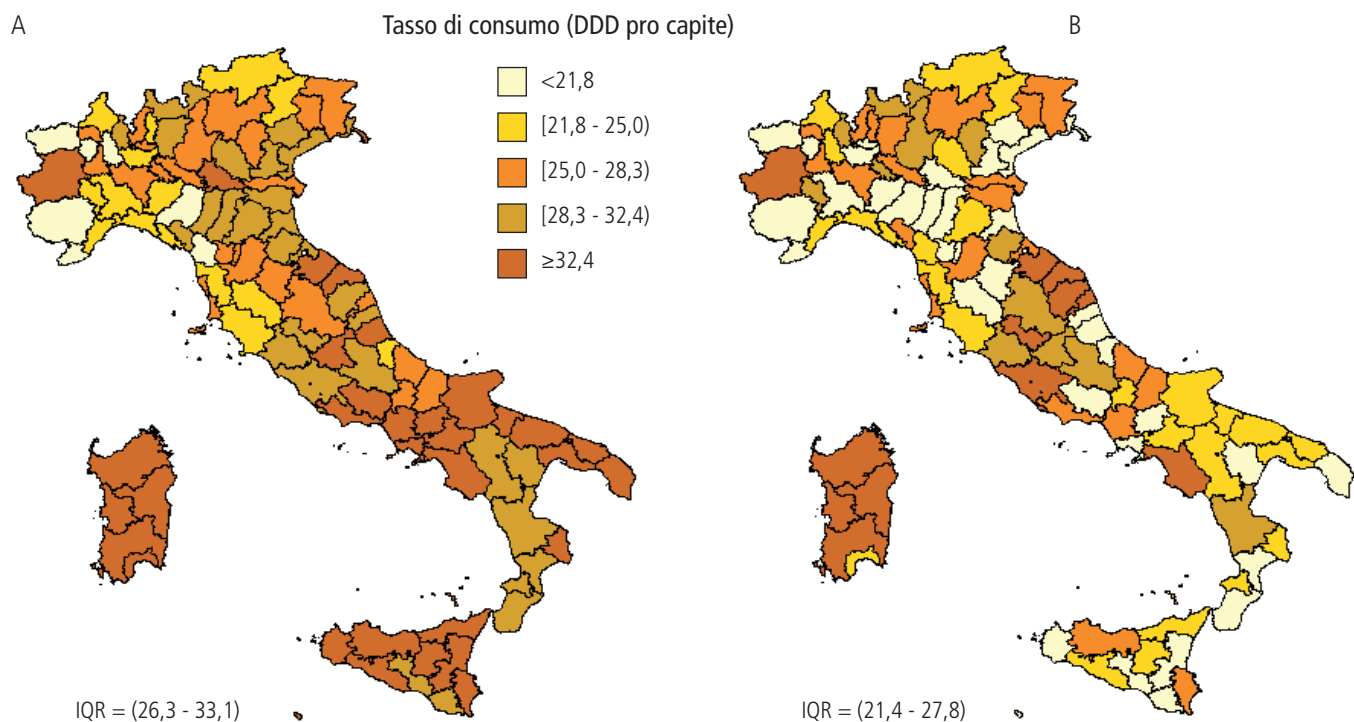 A
Tasso di consumo (DDD pro capite)
B
<21,8
[21,8 - 25,0)
[25,0 - 28,3)
[28,3 - 32,4)
≥32,4
IQR = (26,3 - 33,1)
IQR = (21,4 - 27,8)